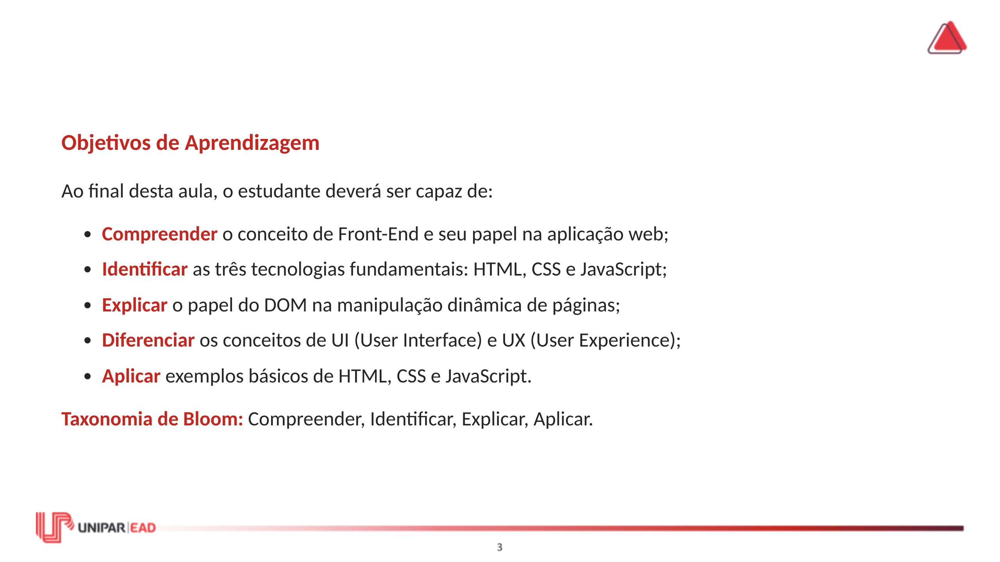 Objetivos de Aprendizagem
Ao final desta aula, o estudante deverá ser capaz de:
• Compreender o conceito de Front-End e seu papel na aplicação web;
• Identificar as três tecnologias fundamentais: HTML, CSS e JavaScript;
• Explicar o papel do DOM na manipulação dinâmica de páginas;
• Diferenciar os conceitos de UI (User Interface) e UX (User Experience);
• Aplicar exemplos básicos de HTML, CSS e JavaScript.
Taxonomia de Bloom: Compreender, Identificar, Explicar, Aplicar.
UNIPAR|EAD
3